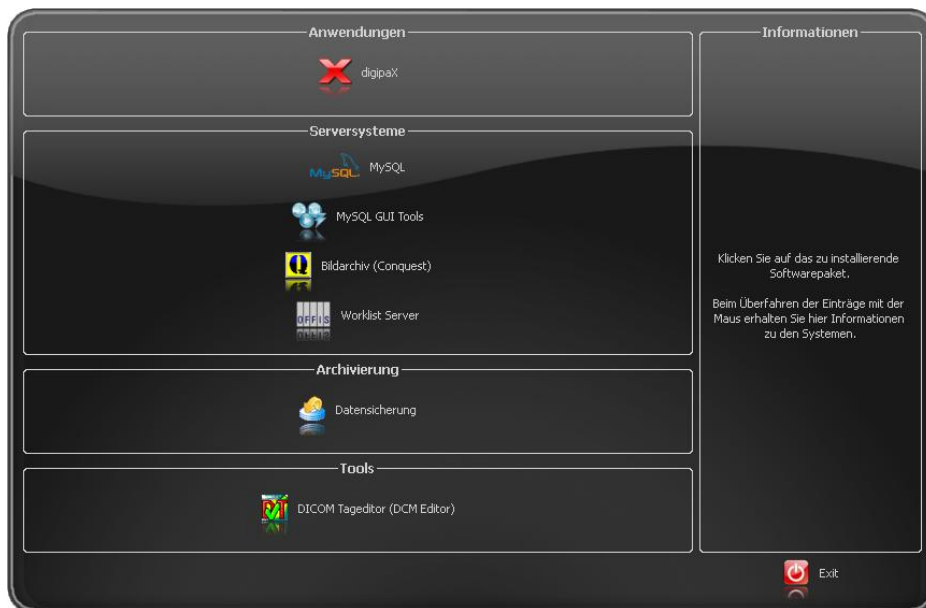 Anwendungen
digipaX
Serversysteme
MySQL MySQL
MySQL GUI Tools
Q Bildarchiv (Conquest)
OFFIS Worklist Server
Archivierung
Datensicherung
Tools
DICOM Tageditor (DCM Editor)
Informationen
Klicken Sie auf das zu installierende
Softwarepaket.
Beim Überfahren der Einträge mit der
Maus erhalten Sie hier Informationen
zu den Systemen.
Exit